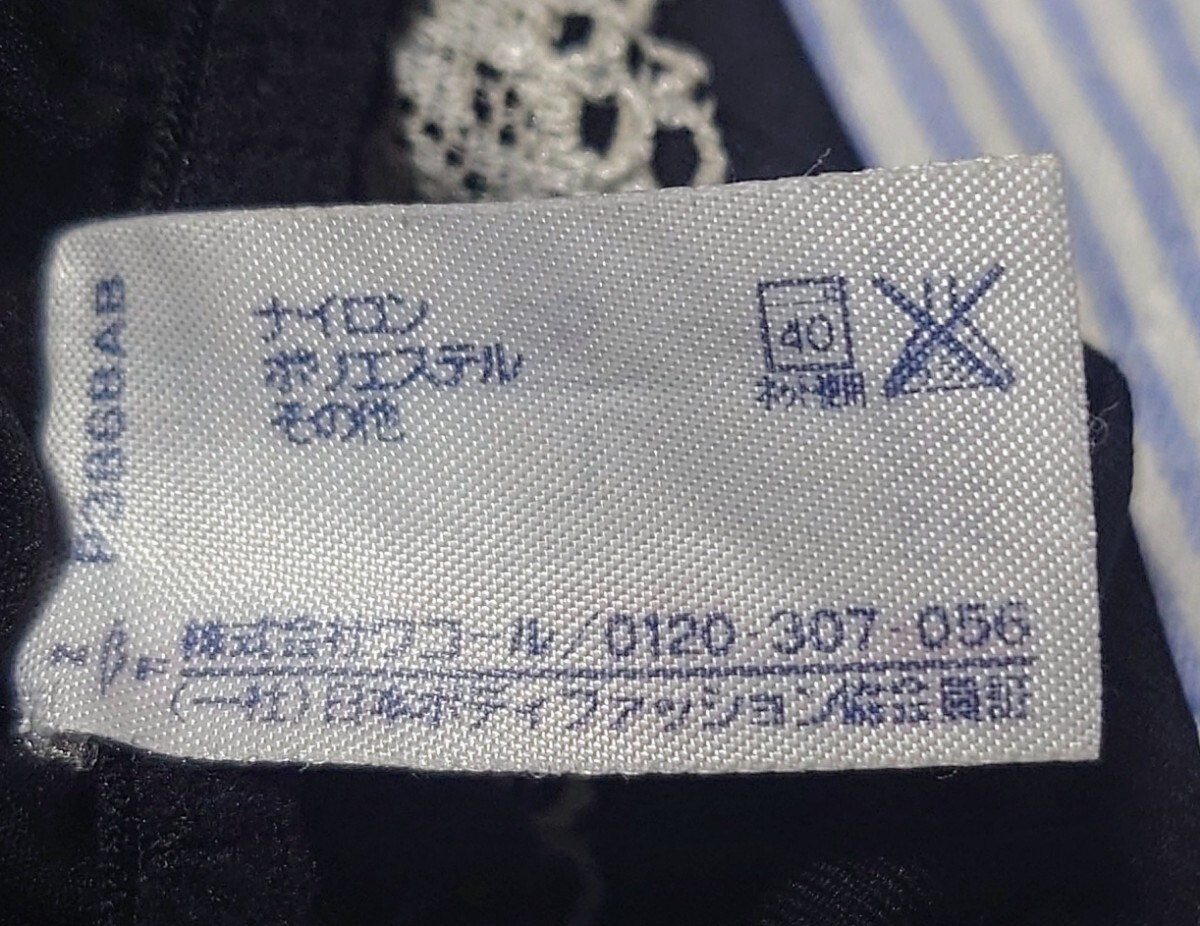 ナイロン
ポリエステル
その他
40
ネット使用
株式会社ワコール/0120-307-056
(一社)日本ボディファッション協会員証